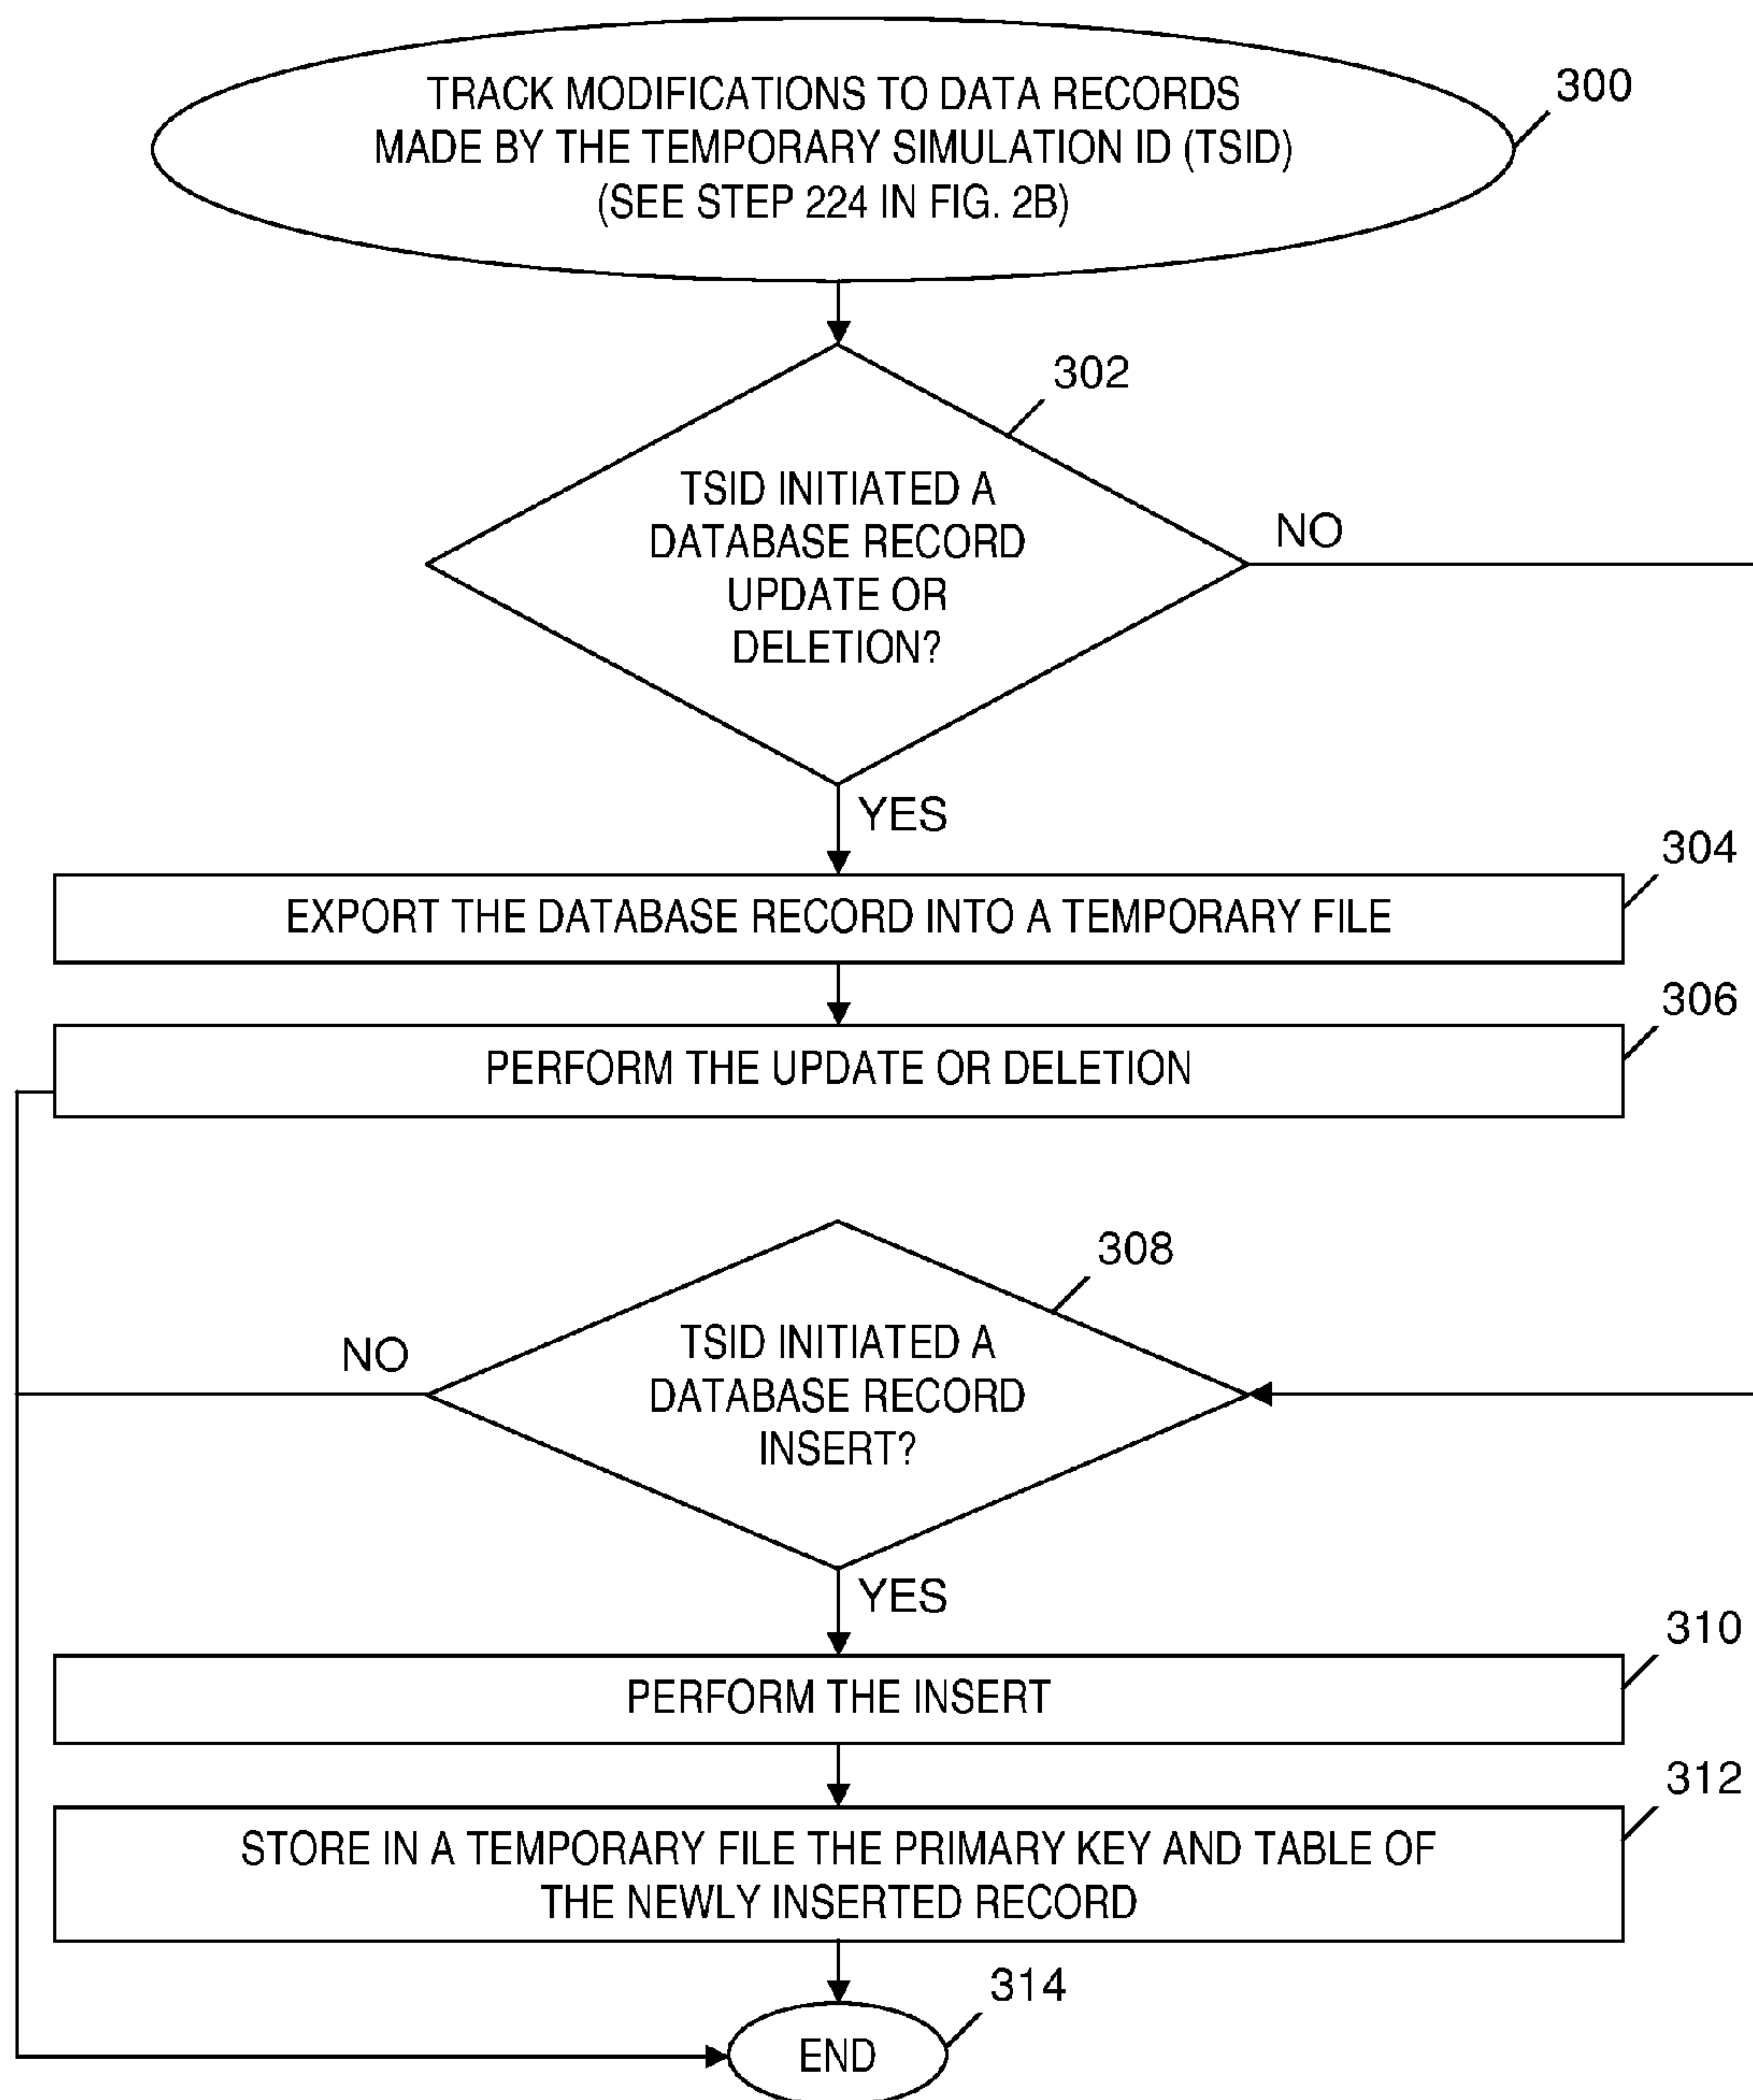 TRACK MODIFICATIONS TO DATA RECORDS
MADE BY THE TEMPORARY SIMULATION ID (TSID)
(SEE STEP 224 IN FIG. 2B)
300
302
TSID INITIATED A
DATABASE RECORD
UPDATE OR
DELETION?
NO
YES
304
EXPORT THE DATABASE RECORD INTO A TEMPORARY FILE
306
PERFORM THE UPDATE OR DELETION
308
TSID INITIATED A
DATABASE RECORD
INSERT?
NO
YES
310
PERFORM THE INSERT
312
STORE IN A TEMPORARY FILE THE PRIMARY KEY AND TABLE OF
THE NEWLY INSERTED RECORD
314
END